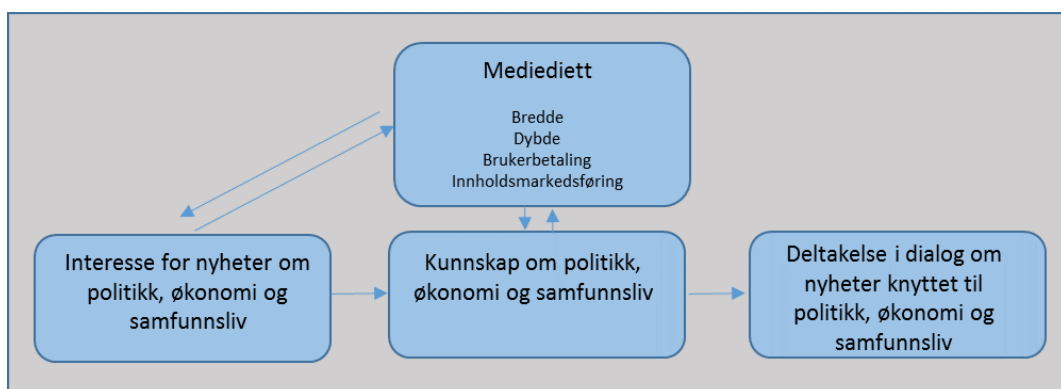 Mediediett
Bredde
Dybde
Brukerbetaling
Innholdsmarkedsføring
Interesse for nyheter om
politikk, økonomi og
samfunnsliv
Kunnskap om politikk,
økonomi og samfunnsliv
Deltakelse i dialog om
nyheter knyttet til
politikk, økonomi og
samfunnsliv